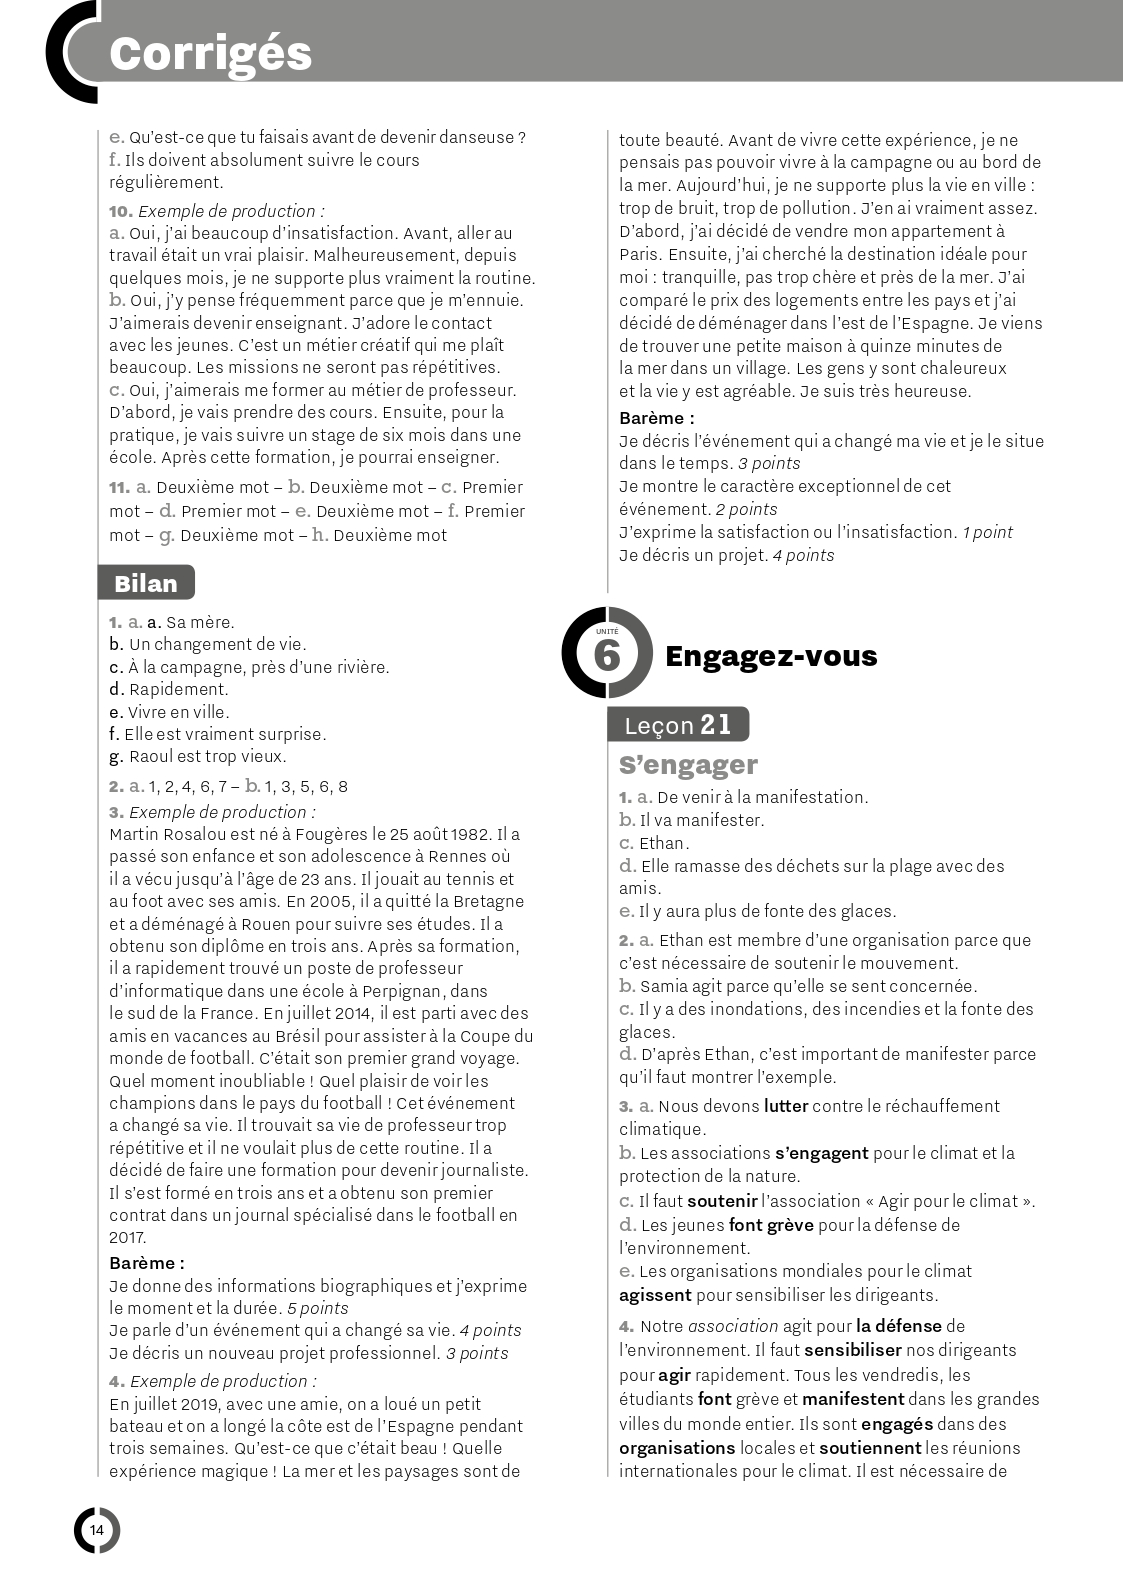 Corrigés
e. Qu’est-ce que tu faisais avant de devenir danseuse ?
f. Ils doivent absolument suivre le cours
régulièrement.
10. Exemple de production :
a. Oui, j’ai beaucoup d’insatisfaction. Avant, aller au
travail était un vrai plaisir. Malheureusement, depuis
quelques mois, je ne supporte plus vraiment la routine.
b. Oui, j’y pense fréquemment parce que je m’ennuie.
J’aimerais devenir enseignant. J’adore le contact
avec les jeunes. C’est un métier créatif qui me plaît
beaucoup. Les missions ne seront pas répétitives.
c. Oui, j’aimerais me former au métier de professeur.
D’abord, je vais prendre des cours. Ensuite, pour la
pratique, je vais suivre un stage de six mois dans une
école. Après cette formation, je pourrai enseigner.
11. a. Deuxième mot – b. Deuxième mot – c. Premier
mot – d. Premier mot – e. Deuxième mot – f. Premier
mot – g. Deuxième mot – h. Deuxième mot
Bilan
1. a. a. Sa mère.
b. Un changement de vie.
c. À la campagne, près d’une rivière.
d. Rapidement.
e. Vivre en ville.
f. Elle est vraiment surprise.
g. Raoul est trop vieux.
2. a. 1, 2, 4, 6, 7 – b. 1, 3, 5, 6, 8
3. Exemple de production :
Martin Rosalou est né à Fougères le 25 août 1982. Il a
passé son enfance et son adolescence à Rennes où
il a vécu jusqu’à l’âge de 23 ans. Il jouait au tennis et
au foot avec ses amis. En 2005, il a quitté la Bretagne
et a déménagé à Rouen pour suivre ses études. Il a
obtenu son diplôme en trois ans. Après sa formation,
il a rapidement trouvé un poste de professeur
d’informatique dans une école à Perpignan, dans
le sud de la France. En juillet 2014, il est parti avec des
amis en vacances au Brésil pour assister à la Coupe du
monde de football. C’était son premier grand voyage.
Quel moment inoubliable ! Quel plaisir de voir les
champions dans le pays du football ! Cet événement
a changé sa vie. Il trouvait sa vie de professeur trop
répétitive et il ne voulait plus de cette routine. Il a
décidé de faire une formation pour devenir journaliste.
Il s’est formé en trois ans et a obtenu son premier
contrat dans un journal spécialisé dans le football en
2017.
Barème :
Je donne des informations biographiques et j’exprime
le moment et la durée. 5 points
Je parle d’un événement qui a changé sa vie. 4 points
Je décris un nouveau projet professionnel. 3 points
4. Exemple de production :
En juillet 2019, avec une amie, on a loué un petit
bateau et on a longé la côte est de l’Espagne pendant
trois semaines. Qu’est-ce que c’était beau ! Quelle
expérience magique ! La mer et les paysages sont de
toute beauté. Avant de vivre cette expérience, je ne
pensais pas pouvoir vivre à la campagne ou au bord de
la mer. Aujourd’hui, je ne supporte plus la vie en ville :
trop de bruit, trop de pollution. J’en ai vraiment assez.
D’abord, j’ai décidé de vendre mon appartement à
Paris. Ensuite, j’ai cherché la destination idéale pour
moi : tranquille, pas trop chère et près de la mer. J’ai
comparé le prix des logements entre les pays et j’ai
décidé de déménager dans l’est de l’Espagne. Je viens
de trouver une petite maison à quinze minutes de
la mer dans un village. Les gens y sont chaleureux
et la vie y est agréable. Je suis très heureuse.
Barème :
Je décris l’événement qui a changé ma vie et je le situe
dans le temps. 3 points
Je montre le caractère exceptionnel de cet
événement. 2 points
J’exprime la satisfaction ou l’insatisfaction. 1 point
Je décris un projet. 4 points
UNITÉ
6
Engagez-vous
Leçon 21
S’engager
1. a. De venir à la manifestation.
b. Il va manifester.
c. Ethan.
d. Elle ramasse des déchets sur la plage avec des
amis.
e. Il y aura plus de fonte des glaces.
2. a. Ethan est membre d’une organisation parce que
c’est nécessaire de soutenir le mouvement.
b. Samia agit parce qu’elle se sent concernée.
c. Il y a des inondations, des incendies et la fonte des
glaces.
d. D’après Ethan, c’est important de manifester parce
qu’il faut montrer l’exemple.
3. a. Nous devons lutter contre le réchauffement
climatique.
b. Les associations s’engagent pour le climat et la
protection de la nature.
c. Il faut soutenir l’association « Agir pour le climat ».
d. Les jeunes font grève pour la défense de
l’environnement.
e. Les organisations mondiales pour le climat
agissent pour sensibiliser les dirigeants.
4. Notre association agit pour la défense de
l’environnement. Il faut sensibiliser nos dirigeants
pour agir rapidement. Tous les vendredis, les
étudiants font grève et manifestent dans les grandes
villes du monde entier. Ils sont engagés dans des
organisations locales et soutiennent les réunions
internationales pour le climat. Il est nécessaire de
14